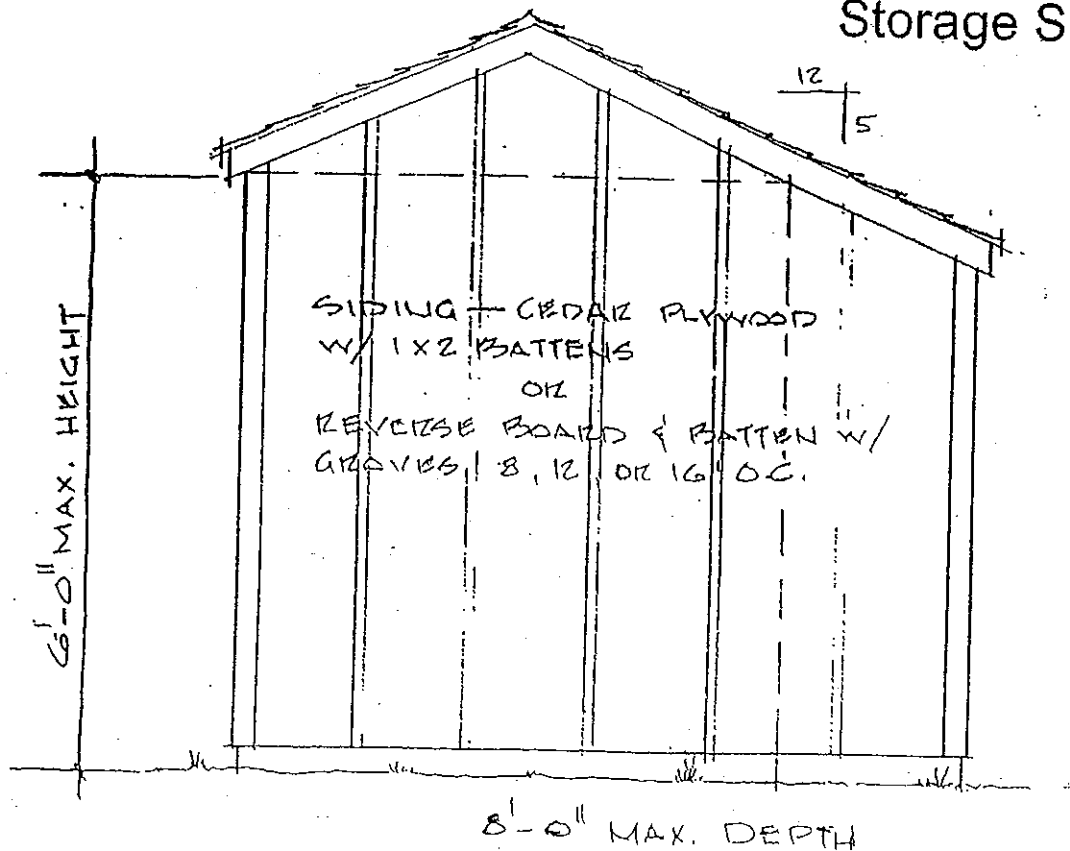 Storage S
12
5
SIDING - CEDAR PLYWOOD
W/ 1X2 BATTENS
OR
REVERSE BOARD & BATTEN W/
GROVES, 8, 12 OR 16" O.C.
6'-0" MAX. HEIGHT
8'-0" MAX. DEPTH